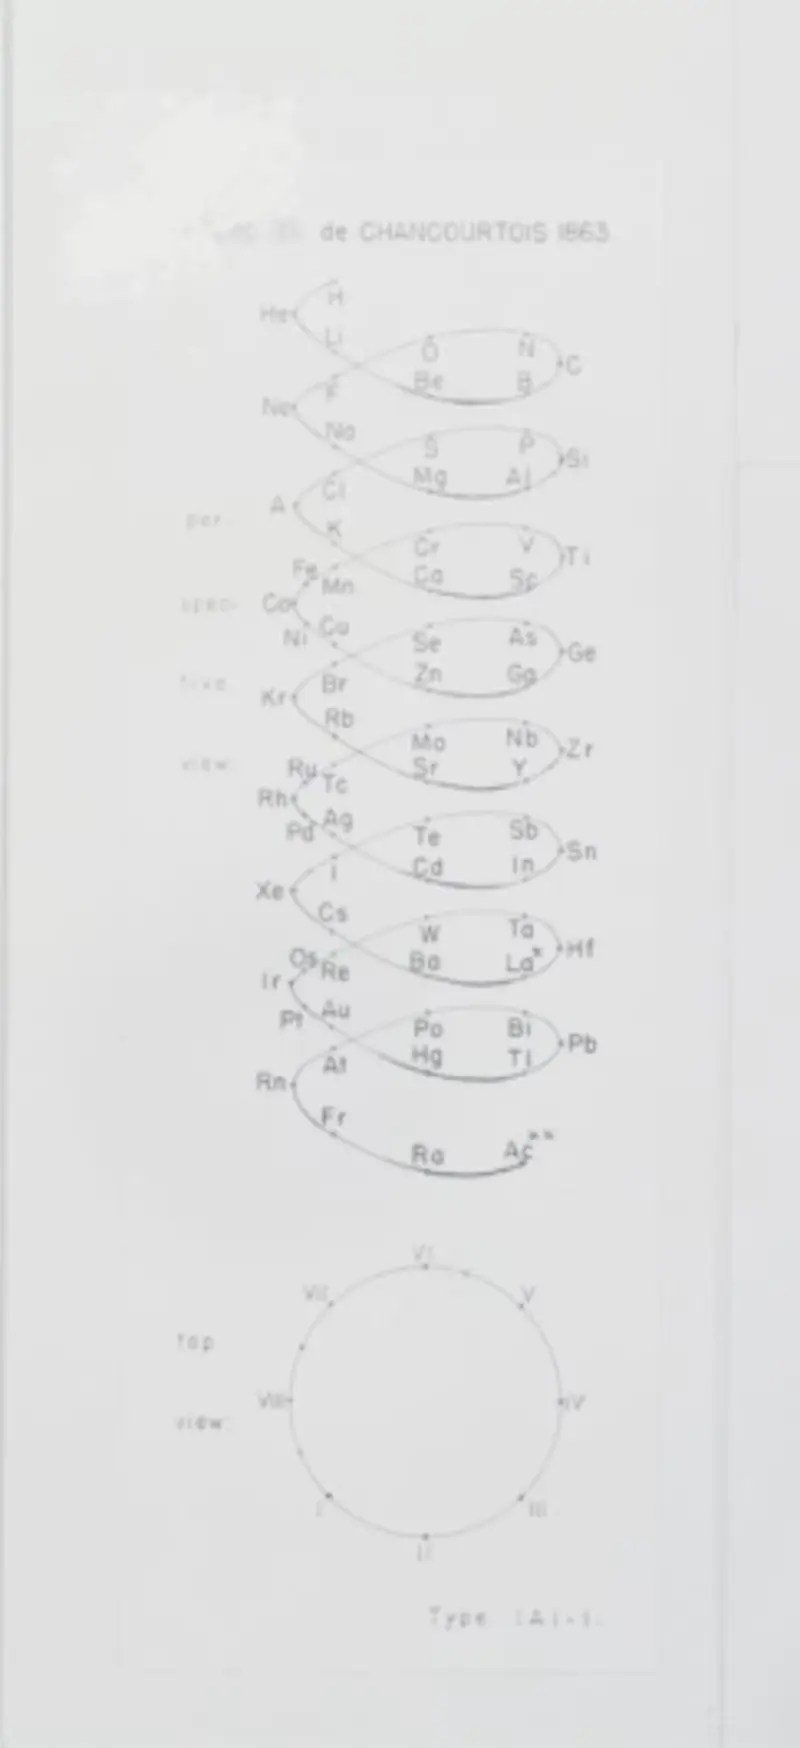 de CHANCOURTOIS 1863
H
He
Li
O N
C
Be B
F
Ne
Na
S P
Si
Mg Al
Cl
A
K
Cr V
Ti
Ca Sc
Fe
Mn
Co
Ni Cu
Se As
Ge
Zn Ga
Br
Kr
Rb
Mo Nb
Zr
Sr Y
Ru
Tc
Rh
Pd Ag
Te Sb
Sn
Cd In
I
Xe
Cs
W Ta
Hf
Ba La*
Os
Re
Ir
Pt Au
Po Bi
Pb
Hg Tl
At
Rn
Fr
Ra Ac**
per-
spec-
tive
view:
VI
VII V
top
VIII IV
view:
I III
II
Type IA1-1.